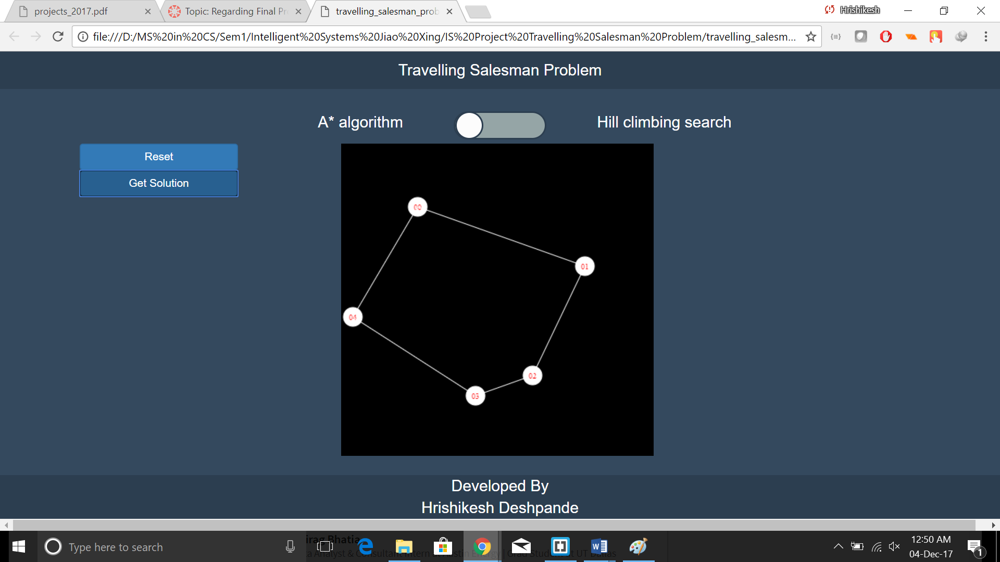 projects_2017.pdf
Topic: Regarding Final Pr
travelling_salesman_prob
Hrishikesh
file:///D:/MS%20in%20CS/Sem1/Intelligent%20Systems%20Jiao%20Xing/IS%20Project%20Travelling%20Salesman%20Problem/travelling_salesm...
Travelling Salesman Problem
A* algorithm
Hill climbing search
Reset
Get Solution
00
01
04
02
03
Developed By
Hrishikesh Deshpande
irag Bhatia
Type here to search
a Analyst & Consultant Intern at Austin Energy | Grad Student at UT Dallas
12:50 AM
04-Dec-17
1